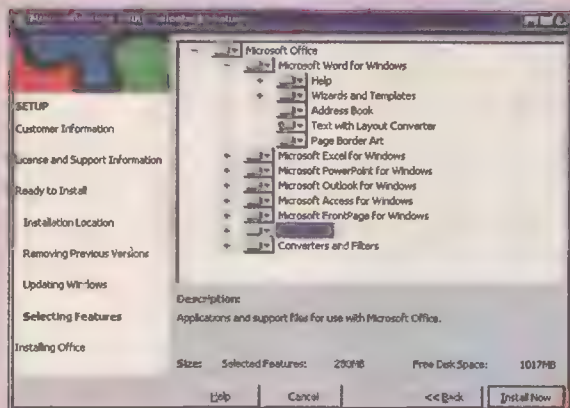 SETUP
Customer Information
License and Support Information
Ready to Install
Installation Location
Removing Previous Versions
Updating Windows
Selecting Features
Installing Office
Microsoft Office
Microsoft Word for Windows
Help
Wizards and Templates
Address Book
Text with Layout Converter
Page Border Art
Microsoft Excel for Windows
Microsoft PowerPoint for Windows
Microsoft Outlook for Windows
Microsoft Access for Windows
Microsoft FrontPage for Windows
Converters and Filters
Description:
Applications and support files for use with Microsoft Office.
Size: Selected Features: 280MB Free Disk Space: 1017MB
Help Cancel << Back Install Now